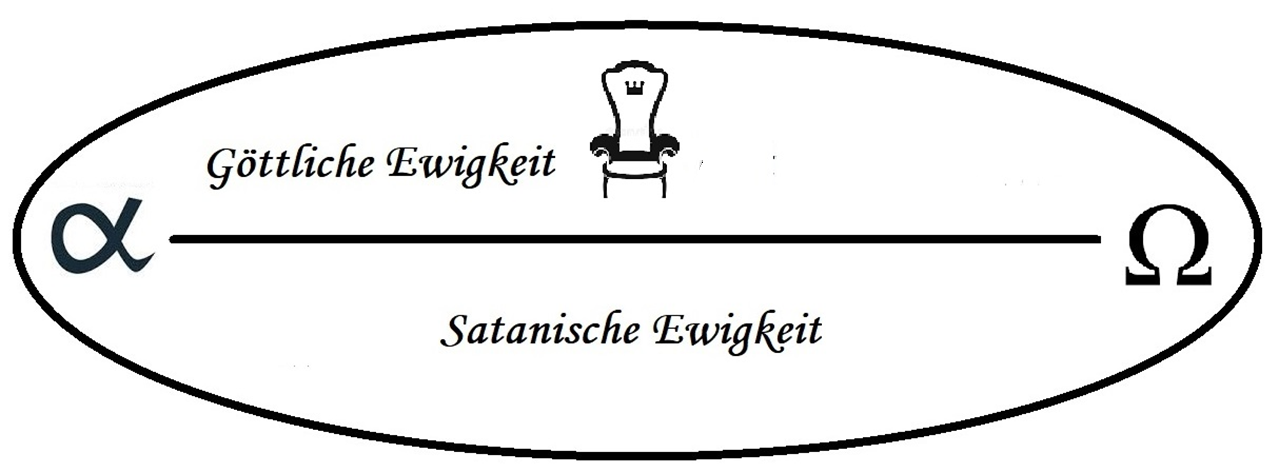 Göttliche Ewigkeit
α Ω
Satanische Ewigkeit